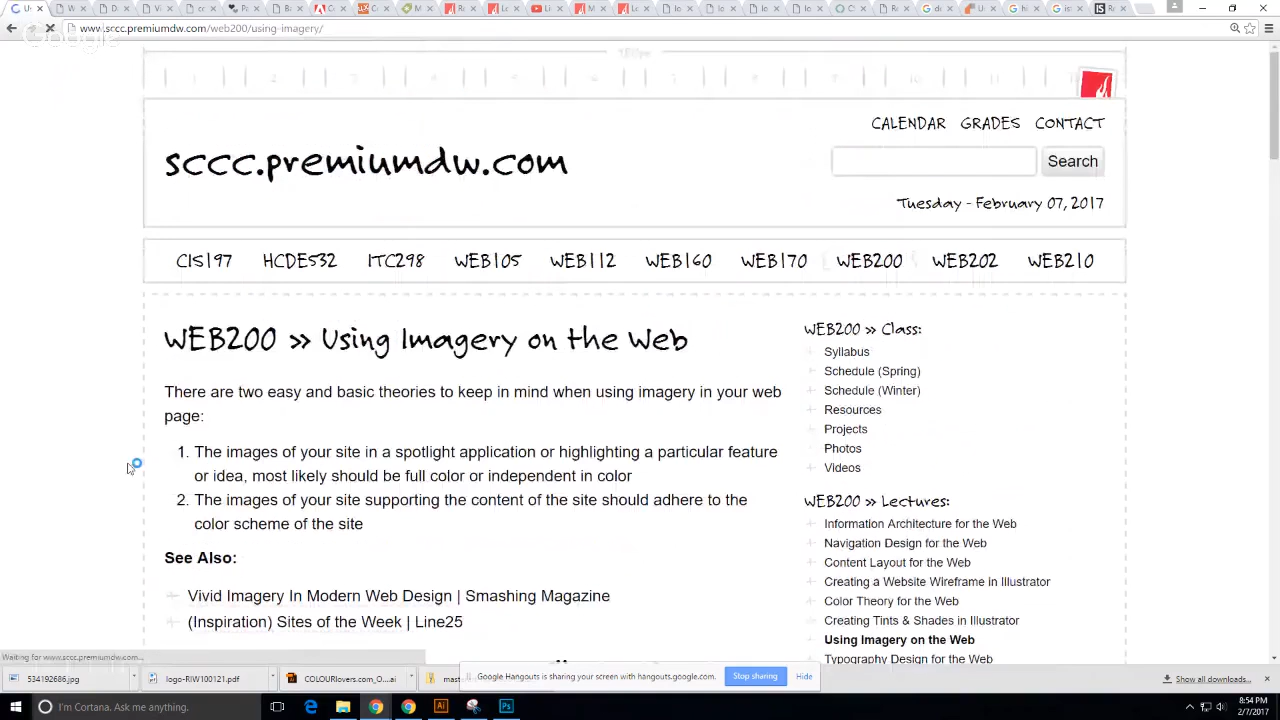 www.sccc.premiumdw.com/web200/using-imagery/
Google
CALENDAR GRADES CONTACT
sccc.premiumdw.com
Search
Tuesday - February 07, 2017
CIS197 HCDE532 ITC298 WEB105 WEB112 WEB160 WEB170 WEB200 WEB202 WEB210
WEB200 >> Using Imagery on the Web
There are two easy and basic theories to keep in mind when using imagery in your web
page:
1. The images of your site in a spotlight application or highlighting a particular feature
or idea, most likely should be full color or independent in color
2. The images of your site supporting the content of the site should adhere to the
color scheme of the site
See Also:
Vivid Imagery In Modern Web Design | Smashing Magazine
(Inspiration) Sites of the Week | Line25
WEB200 >> Class:
Syllabus
Schedule (Spring)
Schedule (Winter)
Resources
Projects
Photos
Videos
WEB200 >> Lectures:
Information Architecture for the Web
Navigation Design for the Web
Content Layout for the Web
Creating a Website Wireframe in Illustrator
Color Theory for the Web
Creating Tints & Shades in Illustrator
Using Imagery on the Web
Typography Design for the Web
Waiting for www.sccc.premiumdw.com...
534192686.jpg
logo-RIW100121.pdf
COLOURlovers.com_O...ai
mast
Google Hangouts is sharing your screen with hangouts.google.com.
Stop sharing
Hide
Show all downloads...
I'm Cortana. Ask me anything.
8:54 PM
2/7/2017